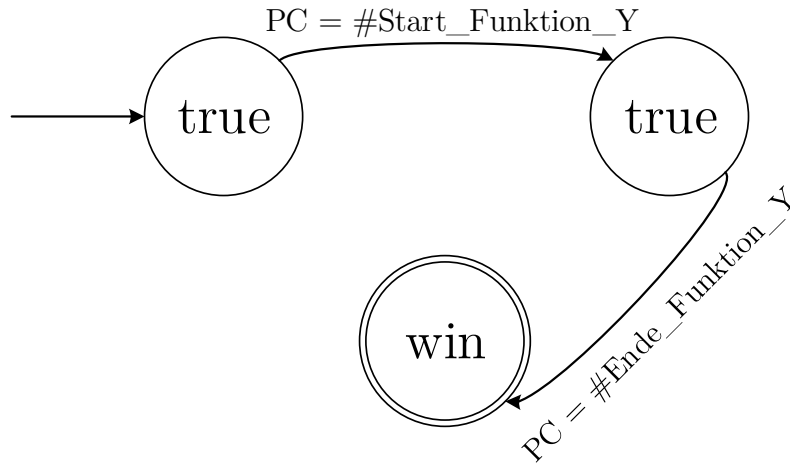 PC = #Start_Funktion_Y
true
true
win
PC = #Ende_Funktion_Y